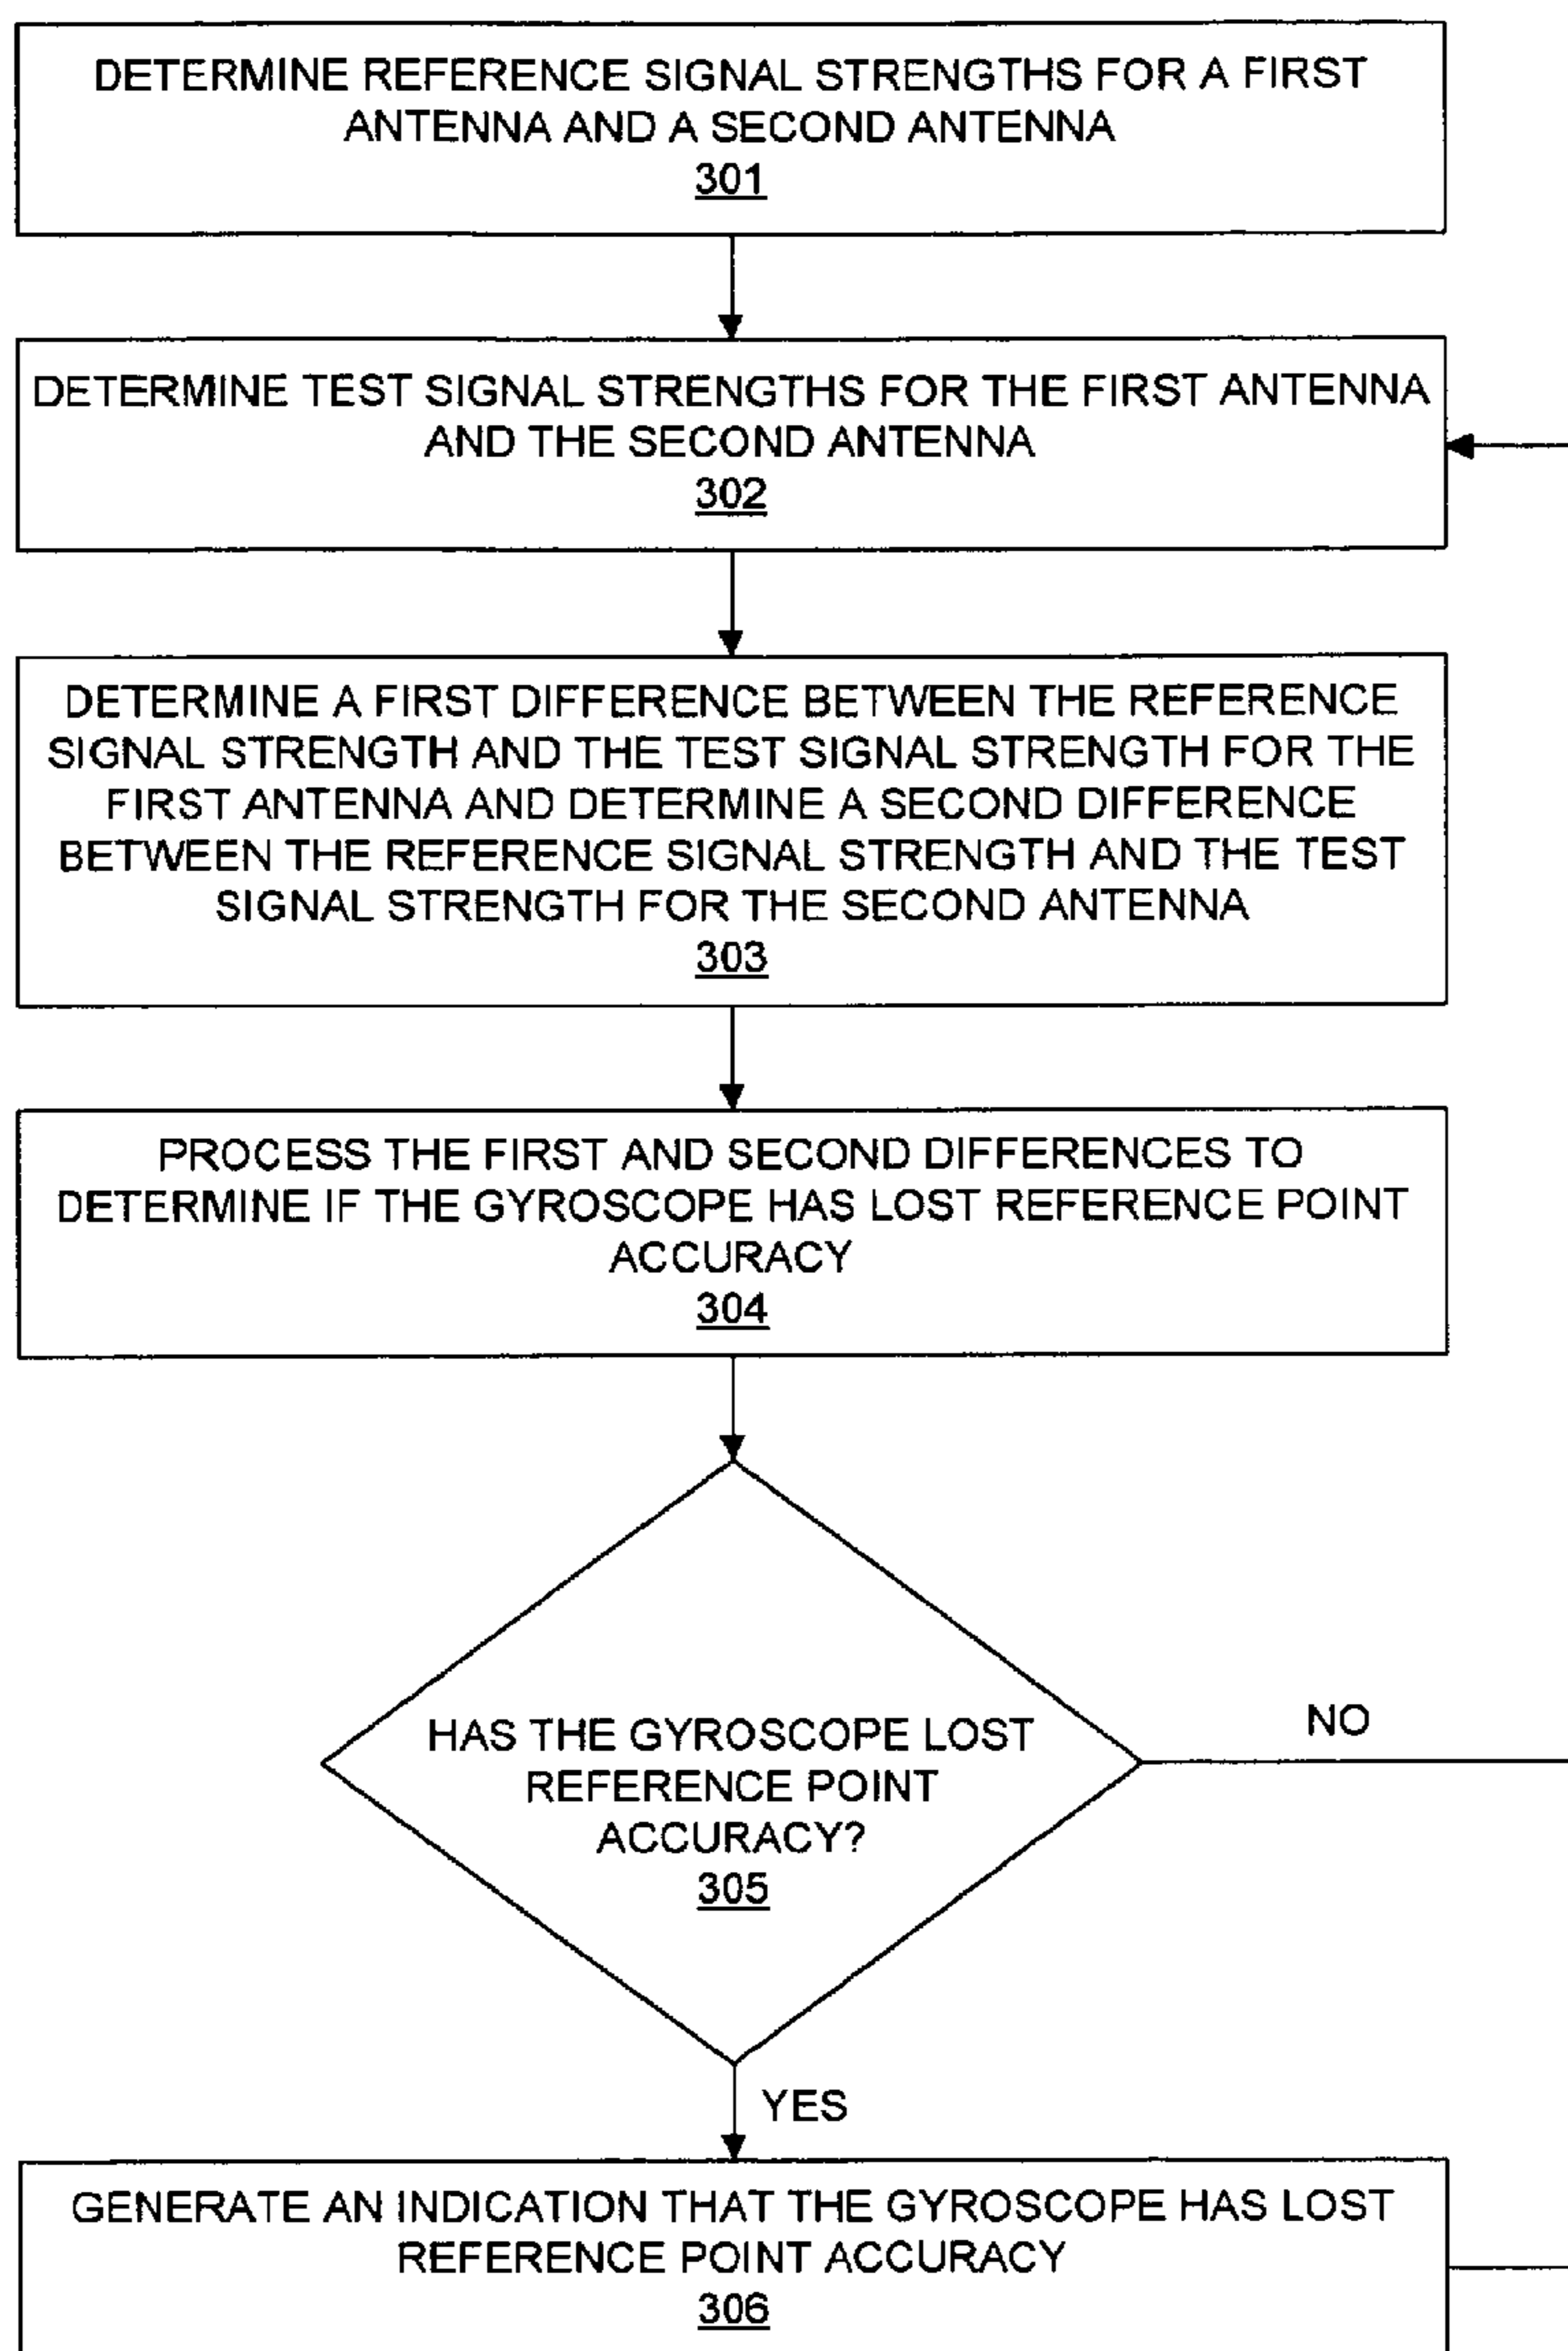 DETERMINE REFERENCE SIGNAL STRENGTHS FOR A FIRST
ANTENNA AND A SECOND ANTENNA
301
DETERMINE TEST SIGNAL STRENGTHS FOR THE FIRST ANTENNA
AND THE SECOND ANTENNA
302
DETERMINE A FIRST DIFFERENCE BETWEEN THE REFERENCE
SIGNAL STRENGTH AND THE TEST SIGNAL STRENGTH FOR THE
FIRST ANTENNA AND DETERMINE A SECOND DIFFERENCE
BETWEEN THE REFERENCE SIGNAL STRENGTH AND THE TEST
SIGNAL STRENGTH FOR THE SECOND ANTENNA
303
PROCESS THE FIRST AND SECOND DIFFERENCES TO
DETERMINE IF THE GYROSCOPE HAS LOST REFERENCE POINT
ACCURACY
304
HAS THE GYROSCOPE LOST
REFERENCE POINT
ACCURACY?
305
NO
YES
GENERATE AN INDICATION THAT THE GYROSCOPE HAS LOST
REFERENCE POINT ACCURACY
306